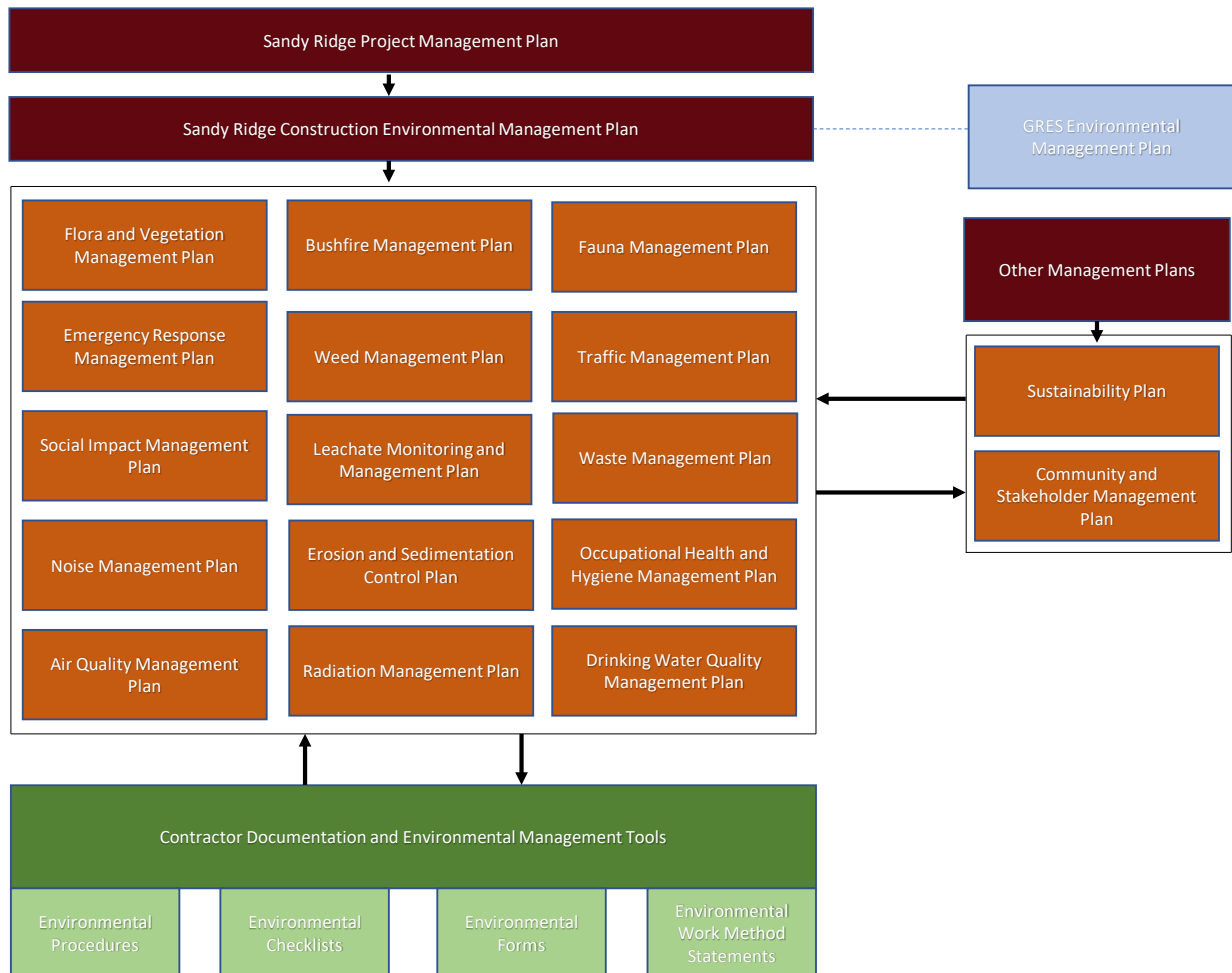 Sandy Ridge Project Management Plan
Sandy Ridge Construction Environmental Management Plan
GRES Environmental
Management Plan
Flora and Vegetation
Management Plan
Bushfire Management Plan
Fauna Management Plan
Other Management Plans
Emergency Response
Management Plan
Weed Management Plan
Traffic Management Plan
Sustainability Plan
Social Impact Management
Plan
Leachate Monitoring and
Management Plan
Waste Management Plan
Community and
Stakeholder Management
Plan
Noise Management Plan
Erosion and Sedimentation
Control Plan
Occupational Health and
Hygiene Management Plan
Air Quality Management
Plan
Radiation Management Plan
Drinking Water Quality
Management Plan
Contractor Documentation and Environmental Management Tools
Environmental
Procedures
Environmental
Checklists
Environmental
Forms
Environmental
Work Method
Statements